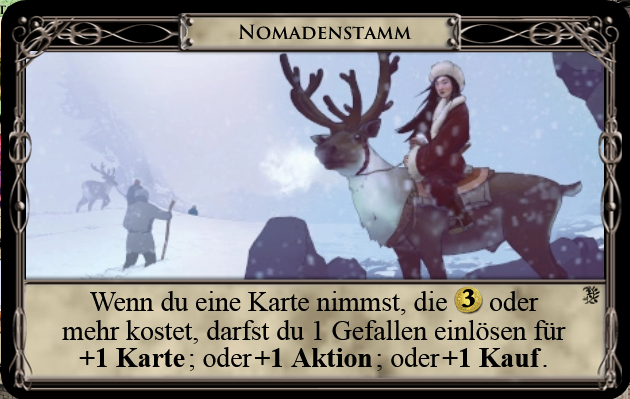 Nomadenstamm
Wenn du eine Karte nimmst, die 3 oder
mehr kostet, darfst du 1 Gefallen einlösen für
+1 Karte; oder +1 Aktion; oder +1 Kauf.